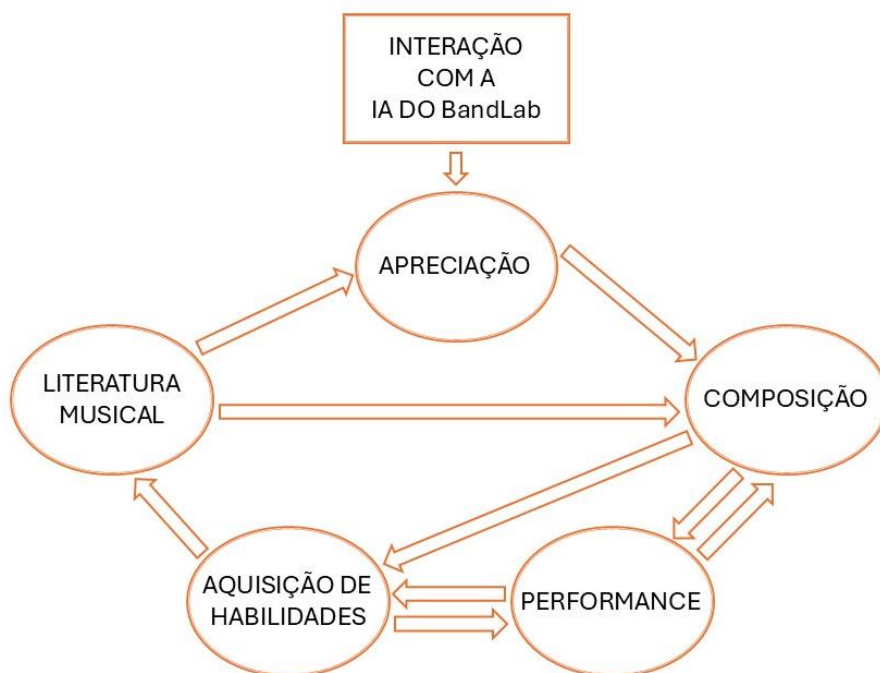 INTERAÇÃO
COM A
IA DO BandLab
APRECIAÇÃO
LITERATURA
MUSICAL
COMPOSIÇÃO
AQUISIÇÃO DE
HABILIDADES
PERFORMANCE